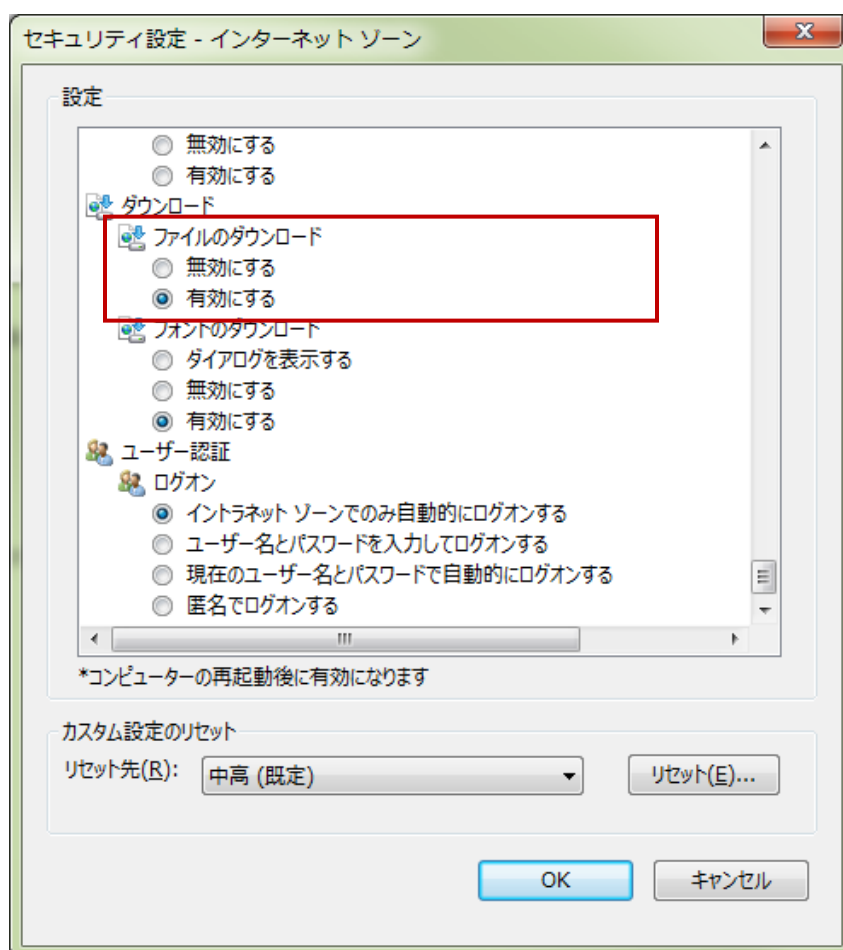 セキュリティ設定 - インターネット ゾーン
設定
無効にする
有効にする
ダウンロード
ファイルのダウンロード
無効にする
有効にする
フォントのダウンロード
ダイアログを表示する
無効にする
有効にする
ユーザー認証
ログオン
イントラネット ゾーンでのみ自動的にログオンする
ユーザー名とパスワードを入力してログオンする
現在のユーザー名とパスワードで自動的にログオンする
匿名でログオンする
*コンピューターの再起動後に有効になります
カスタム設定のリセット
リセット先(R): 中高 (既定) リセット(E)...
OK キャンセル